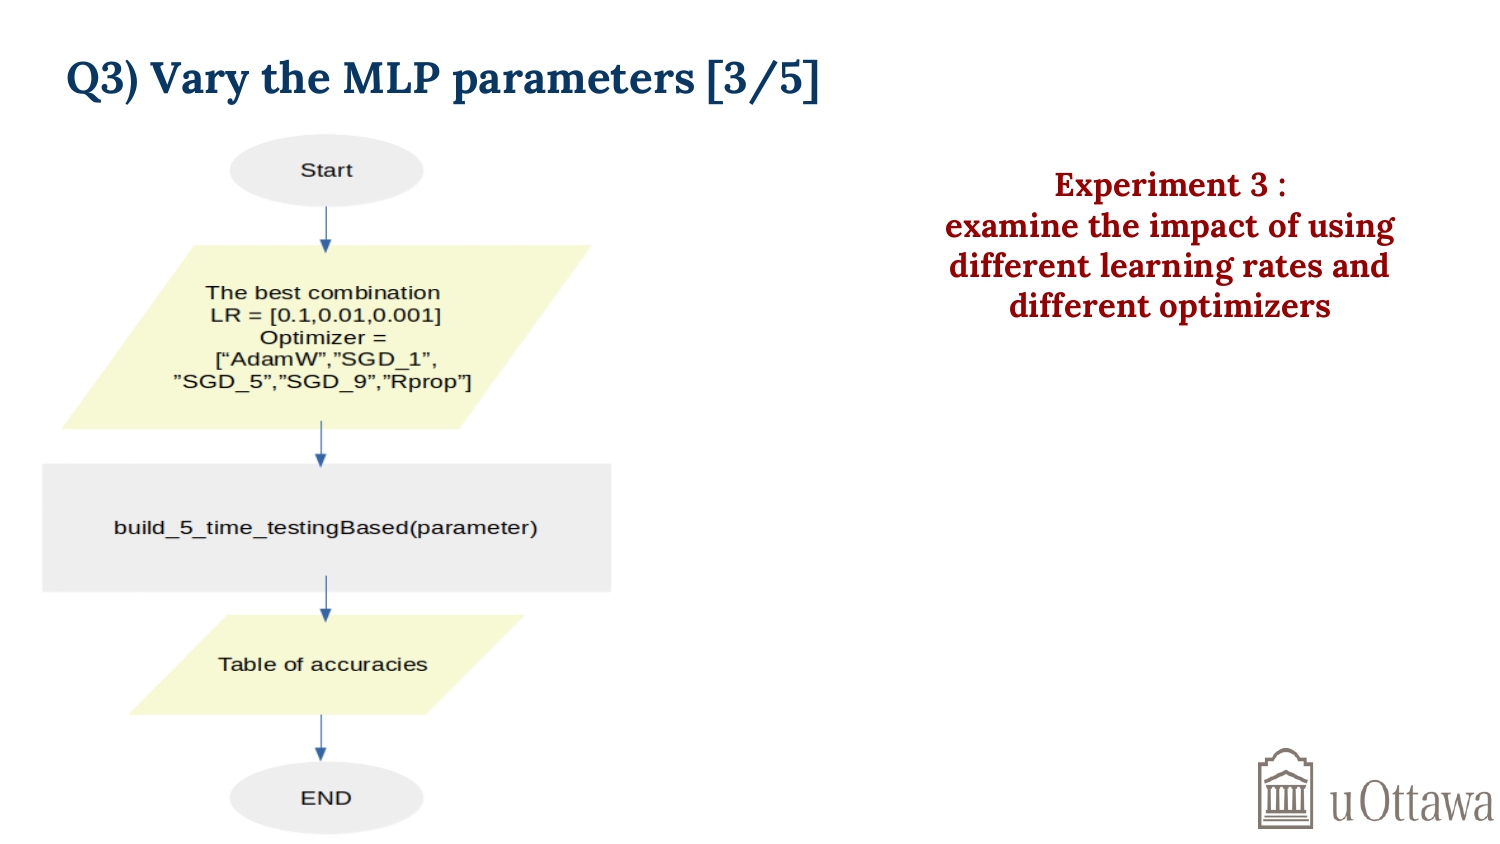 Q3) Vary the MLP parameters [3/5]
Start
The best combination
LR = [0.1,0.01,0.001]
Optimizer =
[“AdamW”,”SGD_1”,
”SGD_5”,”SGD_9”,”Rprop”]
build_5_time_testingBased(parameter)
Table of accuracies
END
Experiment 3 :
examine the impact of using
different learning rates and
different optimizers
uOttawa